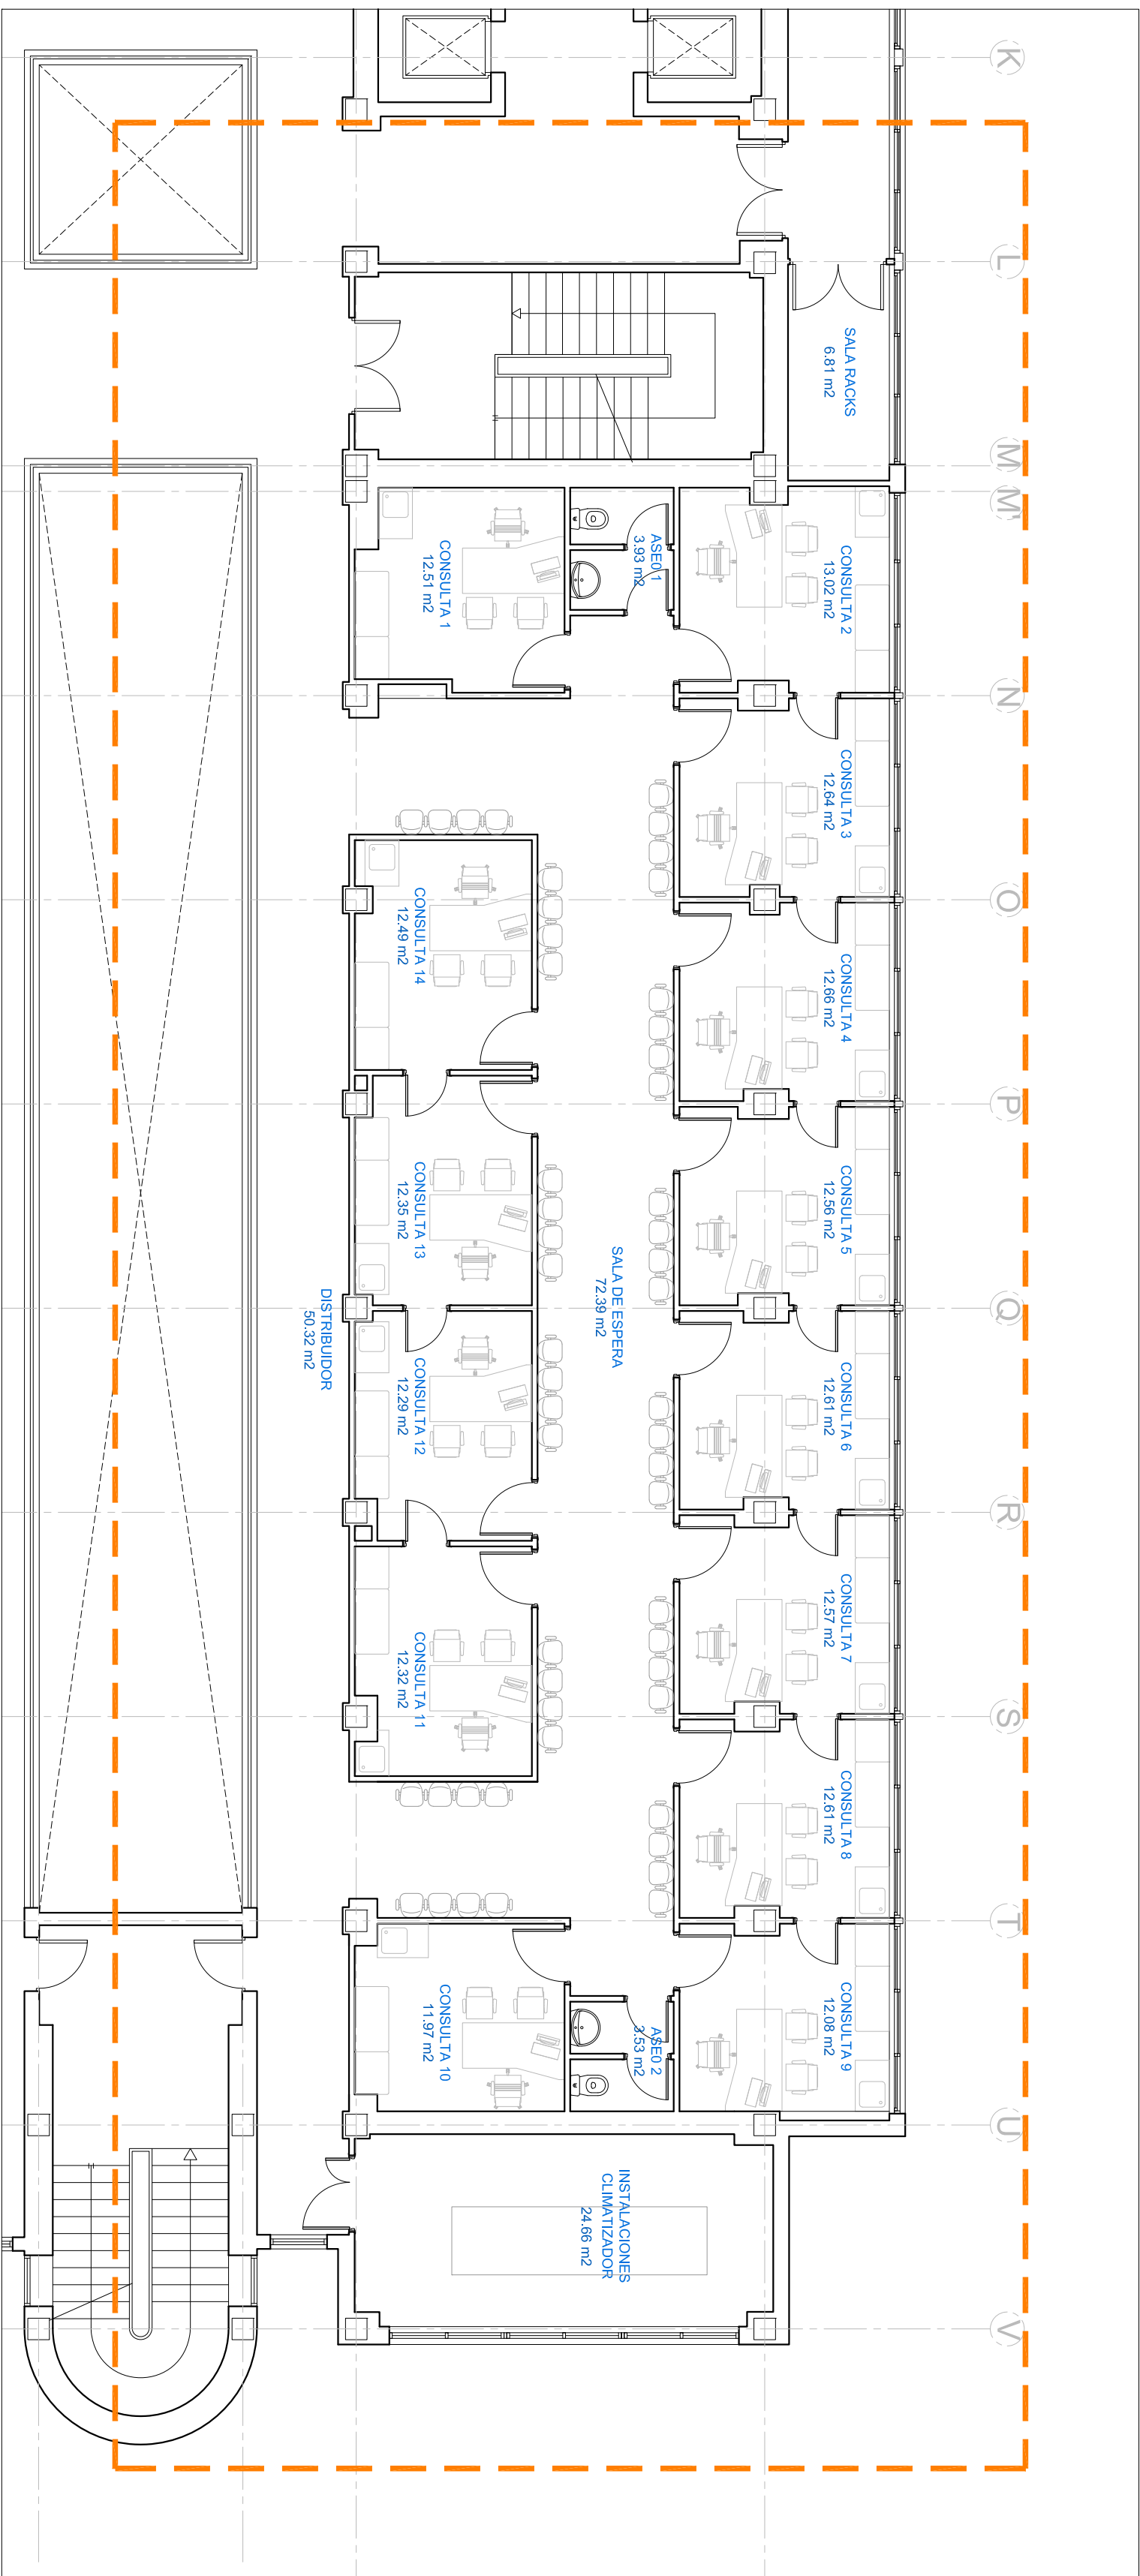 K
L
M
M'
N
O
P
Q
R
S
T
U
V
SALA RACKS
6.81 m2
CONSULTA 2
13.02 m2
CONSULTA 3
12.64 m2
CONSULTA 4
12.66 m2
CONSULTA 5
12.56 m2
CONSULTA 6
12.61 m2
CONSULTA 7
12.57 m2
CONSULTA 8
12.61 m2
CONSULTA 9
12.08 m2
ASEO 1
3.93 m2
SALA DE ESPERA
72.39 m2
ASEO 2
3.53 m2
INSTALACIONES
CLIMATIZADOR
24.66 m2
CONSULTA 1
12.51 m2
CONSULTA 14
12.49 m2
CONSULTA 13
12.35 m2
CONSULTA 12
12.29 m2
CONSULTA 11
12.32 m2
CONSULTA 10
11.97 m2
DISTRIBUIDOR
50.32 m2